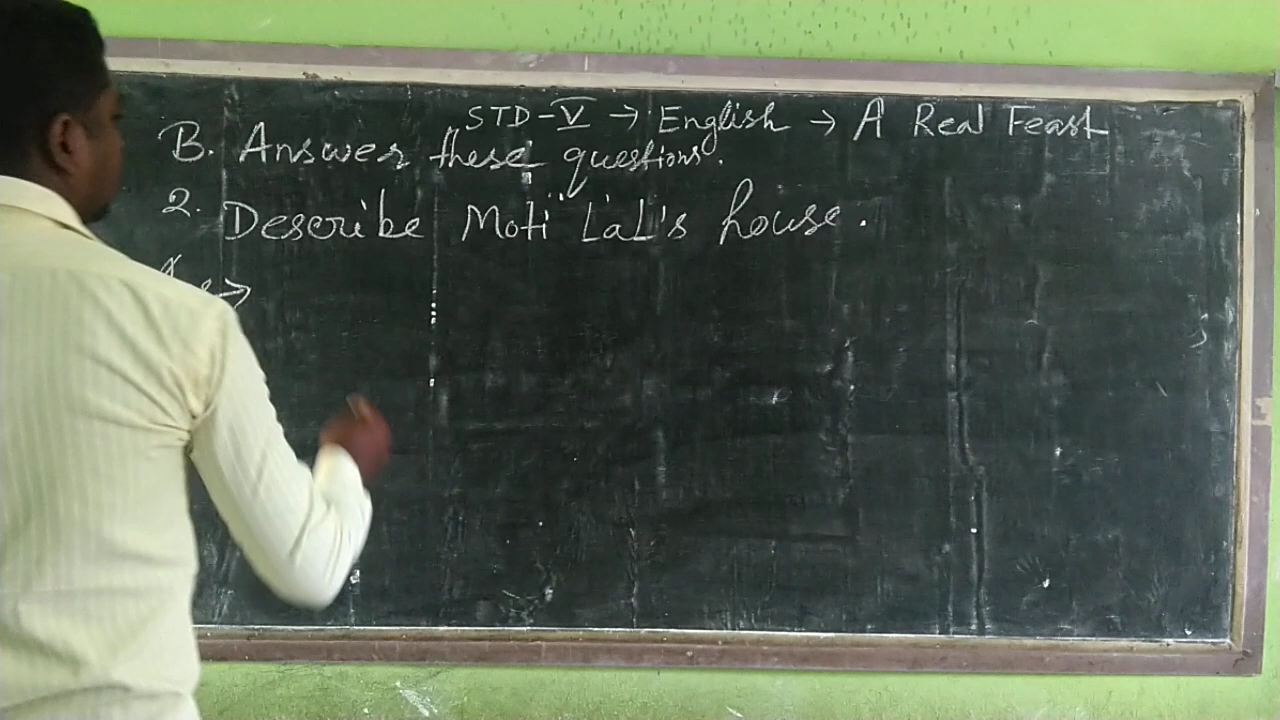 STD-V → English → A Real Feast
B. Answer these questions.
2. Describe Moti Lal's house.